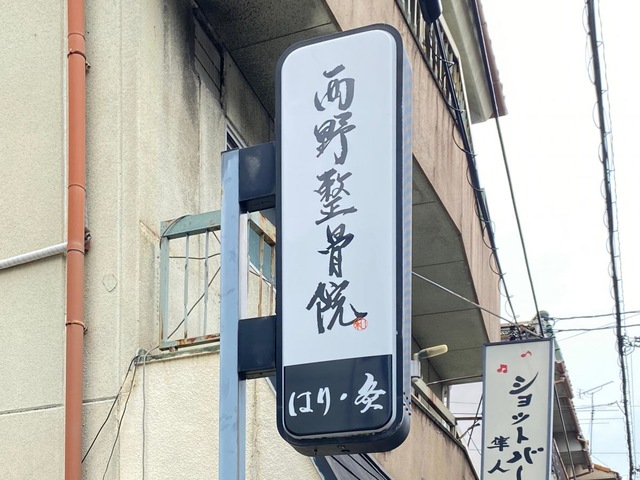 西野整骨院
はり・灸
ショットバー
隼人